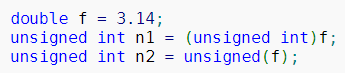 double f = 3.14;
unsigned int n1 = (unsigned int)f;
unsigned int n2 = unsigned(f);